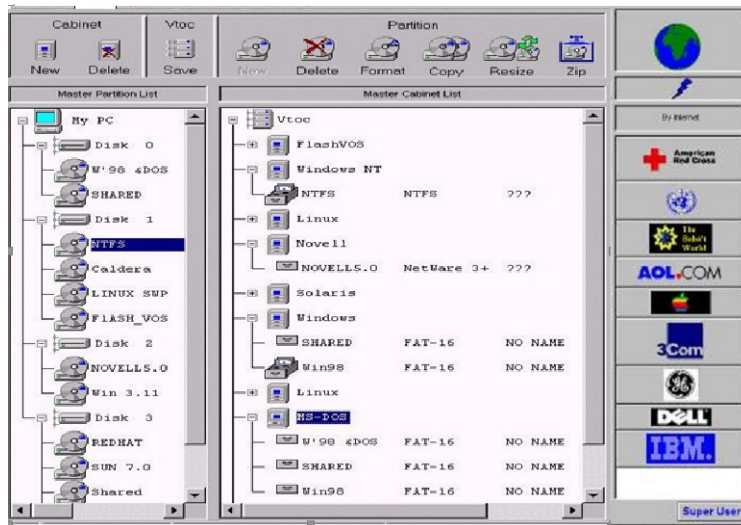 Cabinet Vtoc Partition
New Delete Save New Delete Format Copy Resize Zip
Master Partition List
My PC
Disk 0
W'98 &DOS
SHARED
Disk 1
NTFS
Caldera
LINUX SWP
FLASH_VOS
Disk 2
NOVELL5.0
Win 3.11
Disk 3
REDHAT
SUN 7.0
Shared
Master Cabinet List
Vtoc
FlashVOS
Windows NT
NTFS NTFS ???
Linux
Novell
NOVELL5.0 NetWare 3+ ???
Solaris
Windows
SHARED FAT-16 NO NAME
Win98 FAT-16 NO NAME
Linux
MS-DOS
W'98 &DOS FAT-16 NO NAME
SHARED FAT-16 NO NAME
Win98 FAT-16 NO NAME
By Internet
American
Red Cross
The
World
AOL.COM
3Com
GE
DELL
IBM.
Super User